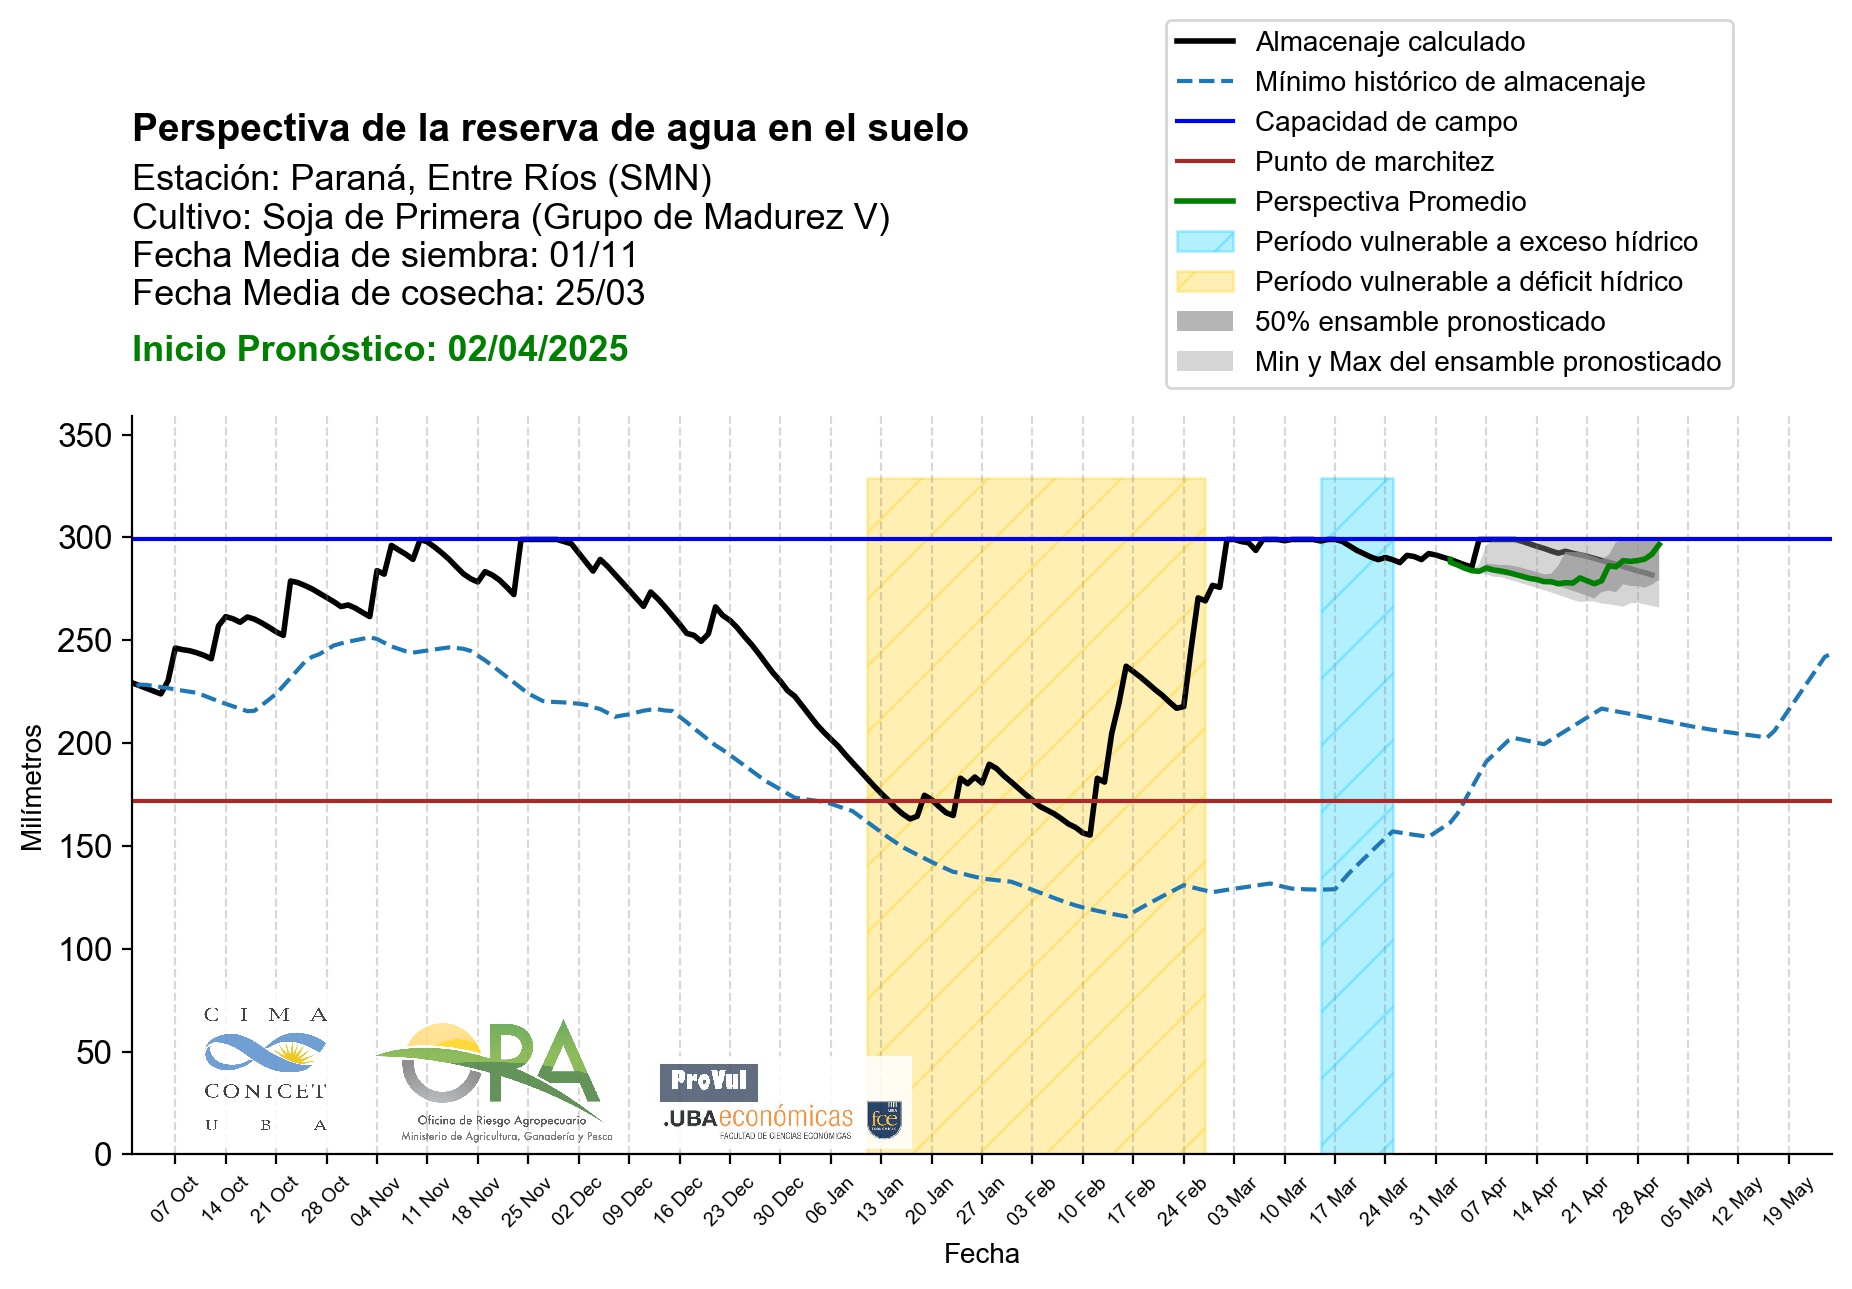 Almacenaje calculado
Mínimo histórico de almacenaje
Capacidad de campo
Punto de marchitez
Perspectiva Promedio
Período vulnerable a exceso hídrico
Período vulnerable a déficit hídrico
50% ensamble pronosticado
Min y Max del ensamble pronosticado
Perspectiva de la reserva de agua en el suelo
Estación: Paraná, Entre Ríos (SMN)
Cultivo: Soja de Primera (Grupo de Madurez V)
Fecha Media de siembra: 01/11
Fecha Media de cosecha: 25/03
Inicio Pronóstico: 02/04/2025
Milímetros
350
300
250
200
150
100
50
0
CIMA
CONICET
UBA
ORA
Oficina de Riesgo Agropecuario
Ministerio de Agricultura, Ganadería y Pesca
ProVul
.UBAeconómicas
FACULTAD DE CIENCIAS ECONÓMICAS
UBA
fce
07 Oct
14 Oct
21 Oct
28 Oct
04 Nov
11 Nov
18 Nov
25 Nov
02 Dec
09 Dec
16 Dec
23 Dec
30 Dec
06 Jan
13 Jan
20 Jan
27 Jan
03 Feb
10 Feb
17 Feb
24 Feb
03 Mar
10 Mar
17 Mar
24 Mar
31 Mar
07 Apr
14 Apr
21 Apr
28 Apr
05 May
12 May
19 May
Fecha